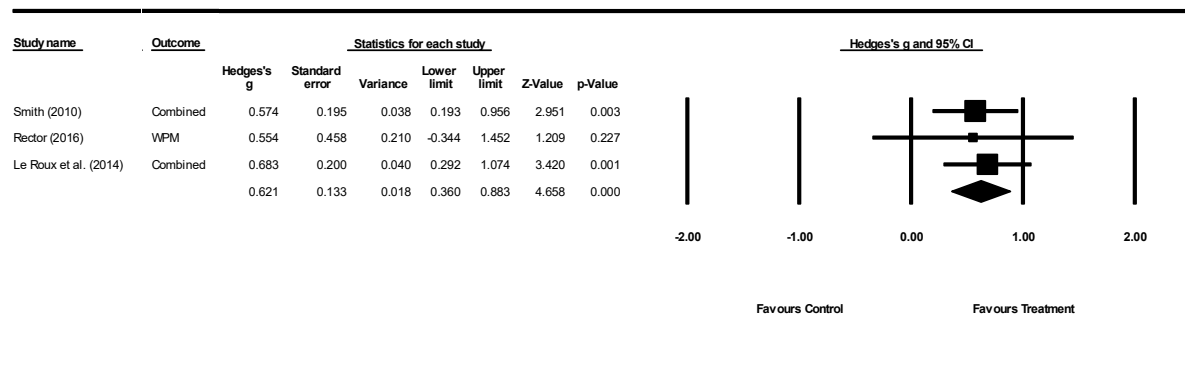 Study name Outcome Statistics for each study Hedges's g and 95% CI
Hedges's g Standard error Variance Lower limit Upper limit Z-Value p-Value
Smith (2010) Combined 0.574 0.195 0.038 0.193 0.956 2.951 0.003
Rector (2016) WPM 0.554 0.458 0.210 -0.344 1.452 1.209 0.227
Le Roux et al. (2014) Combined 0.683 0.200 0.040 0.292 1.074 3.420 0.001
0.621 0.133 0.018 0.360 0.883 4.658 0.000
-2.00 -1.00 0.00 1.00 2.00
Favours Control Favours Treatment